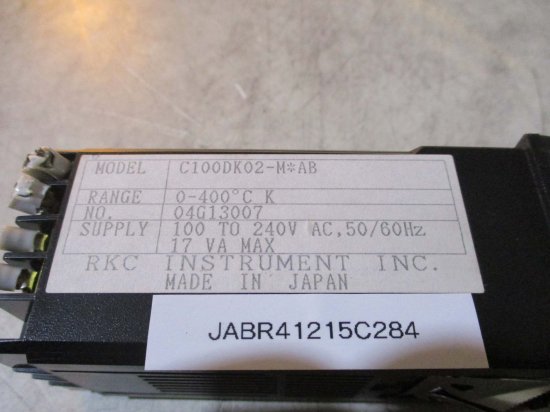 MODEL C100DK02-M*AB
RANGE 0-400°C K
NO. 04G13007
SUPPLY 100 TO 240V AC,50/60Hz
17 VA MAX
RKC INSTRUMENT INC.
MADE IN JAPAN
JABR41215C284